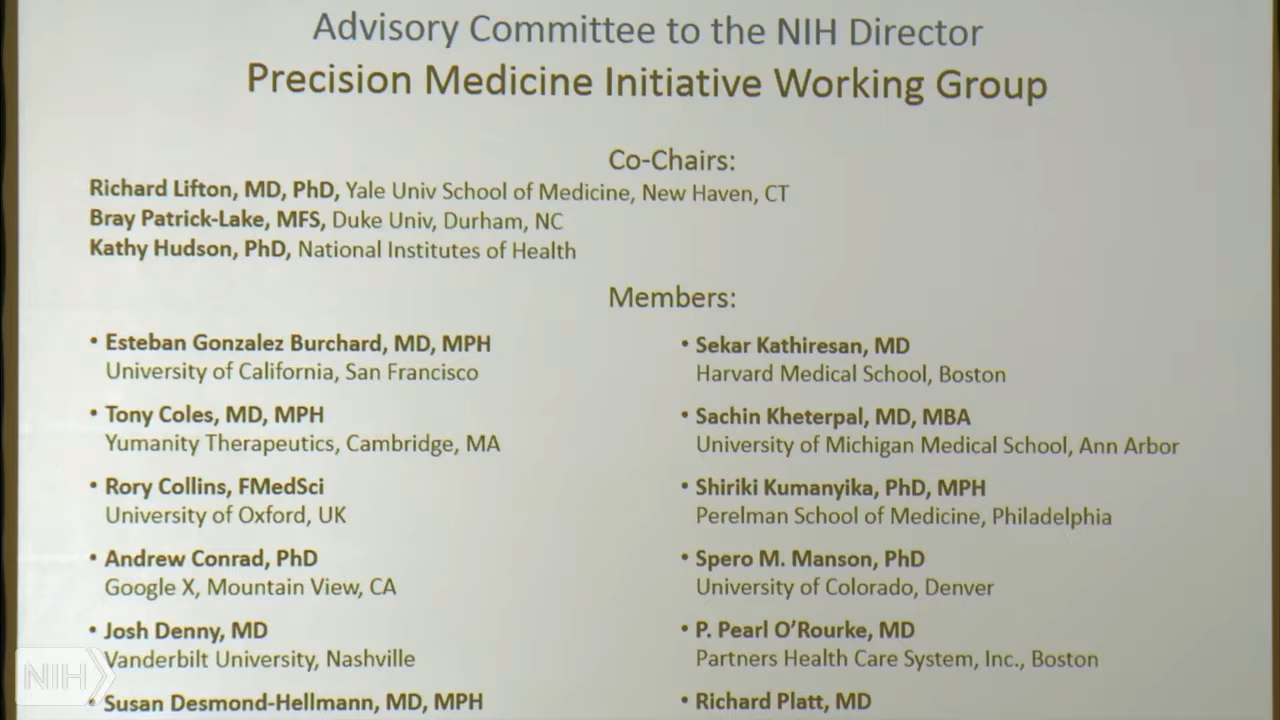 Advisory Committee to the NIH Director
Precision Medicine Initiative Working Group
Co-Chairs:
Richard Lifton, MD, PhD, Yale Univ School of Medicine, New Haven, CT
Bray Patrick-Lake, MFS, Duke Univ, Durham, NC
Kathy Hudson, PhD, National Institutes of Health
Members:
• Esteban Gonzalez Burchard, MD, MPH
University of California, San Francisco
• Tony Coles, MD, MPH
Yumanity Therapeutics, Cambridge, MA
• Rory Collins, FMedSci
University of Oxford, UK
• Andrew Conrad, PhD
Google X, Mountain View, CA
• Josh Denny, MD
Vanderbilt University, Nashville
• Susan Desmond-Hellmann, MD, MPH
• Sekar Kathiresan, MD
Harvard Medical School, Boston
• Sachin Kheterpal, MD, MBA
University of Michigan Medical School, Ann Arbor
• Shiriki Kumanyika, PhD, MPH
Perelman School of Medicine, Philadelphia
• Spero M. Manson, PhD
University of Colorado, Denver
• P. Pearl O'Rourke, MD
Partners Health Care System, Inc., Boston
• Richard Platt, MD
NIH